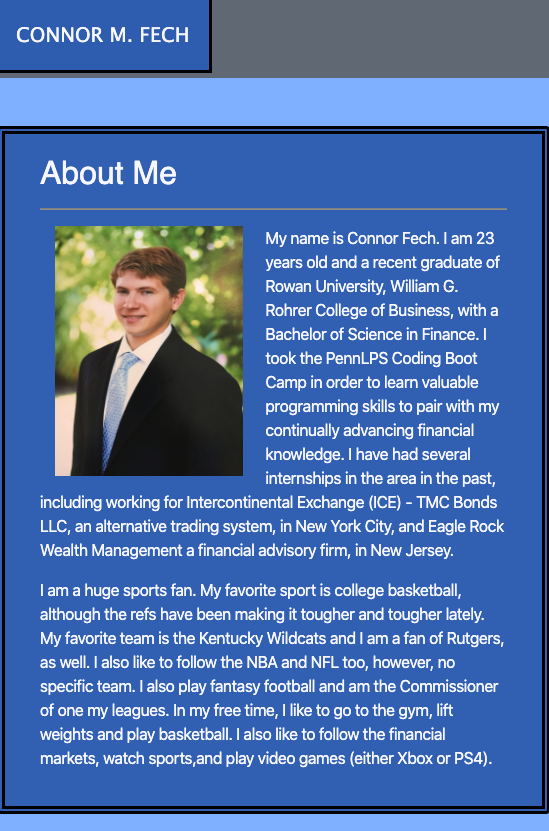 CONNOR M. FECH
About Me
My name is Connor Fech. I am 23
years old and a recent graduate of
Rowan University, William G.
Rohrer College of Business, with a
Bachelor of Science in Finance. I
took the PennLPS Coding Boot
Camp in order to learn valuable
programming skills to pair with my
continually advancing financial
knowledge. I have had several
internships in the area in the past,
including working for Intercontinental Exchange (ICE) - TMC Bonds
LLC, an alternative trading system, in New York City, and Eagle Rock
Wealth Management a financial advisory firm, in New Jersey.
I am a huge sports fan. My favorite sport is college basketball,
although the refs have been making it tougher and tougher lately.
My favorite team is the Kentucky Wildcats and I am a fan of Rutgers,
as well. I also like to follow the NBA and NFL too, however, no
specific team. I also play fantasy football and am the Commissioner
of one my leagues. In my free time, I like to go to the gym, lift
weights and play basketball. I also like to follow the financial
markets, watch sports,and play video games (either Xbox or PS4).